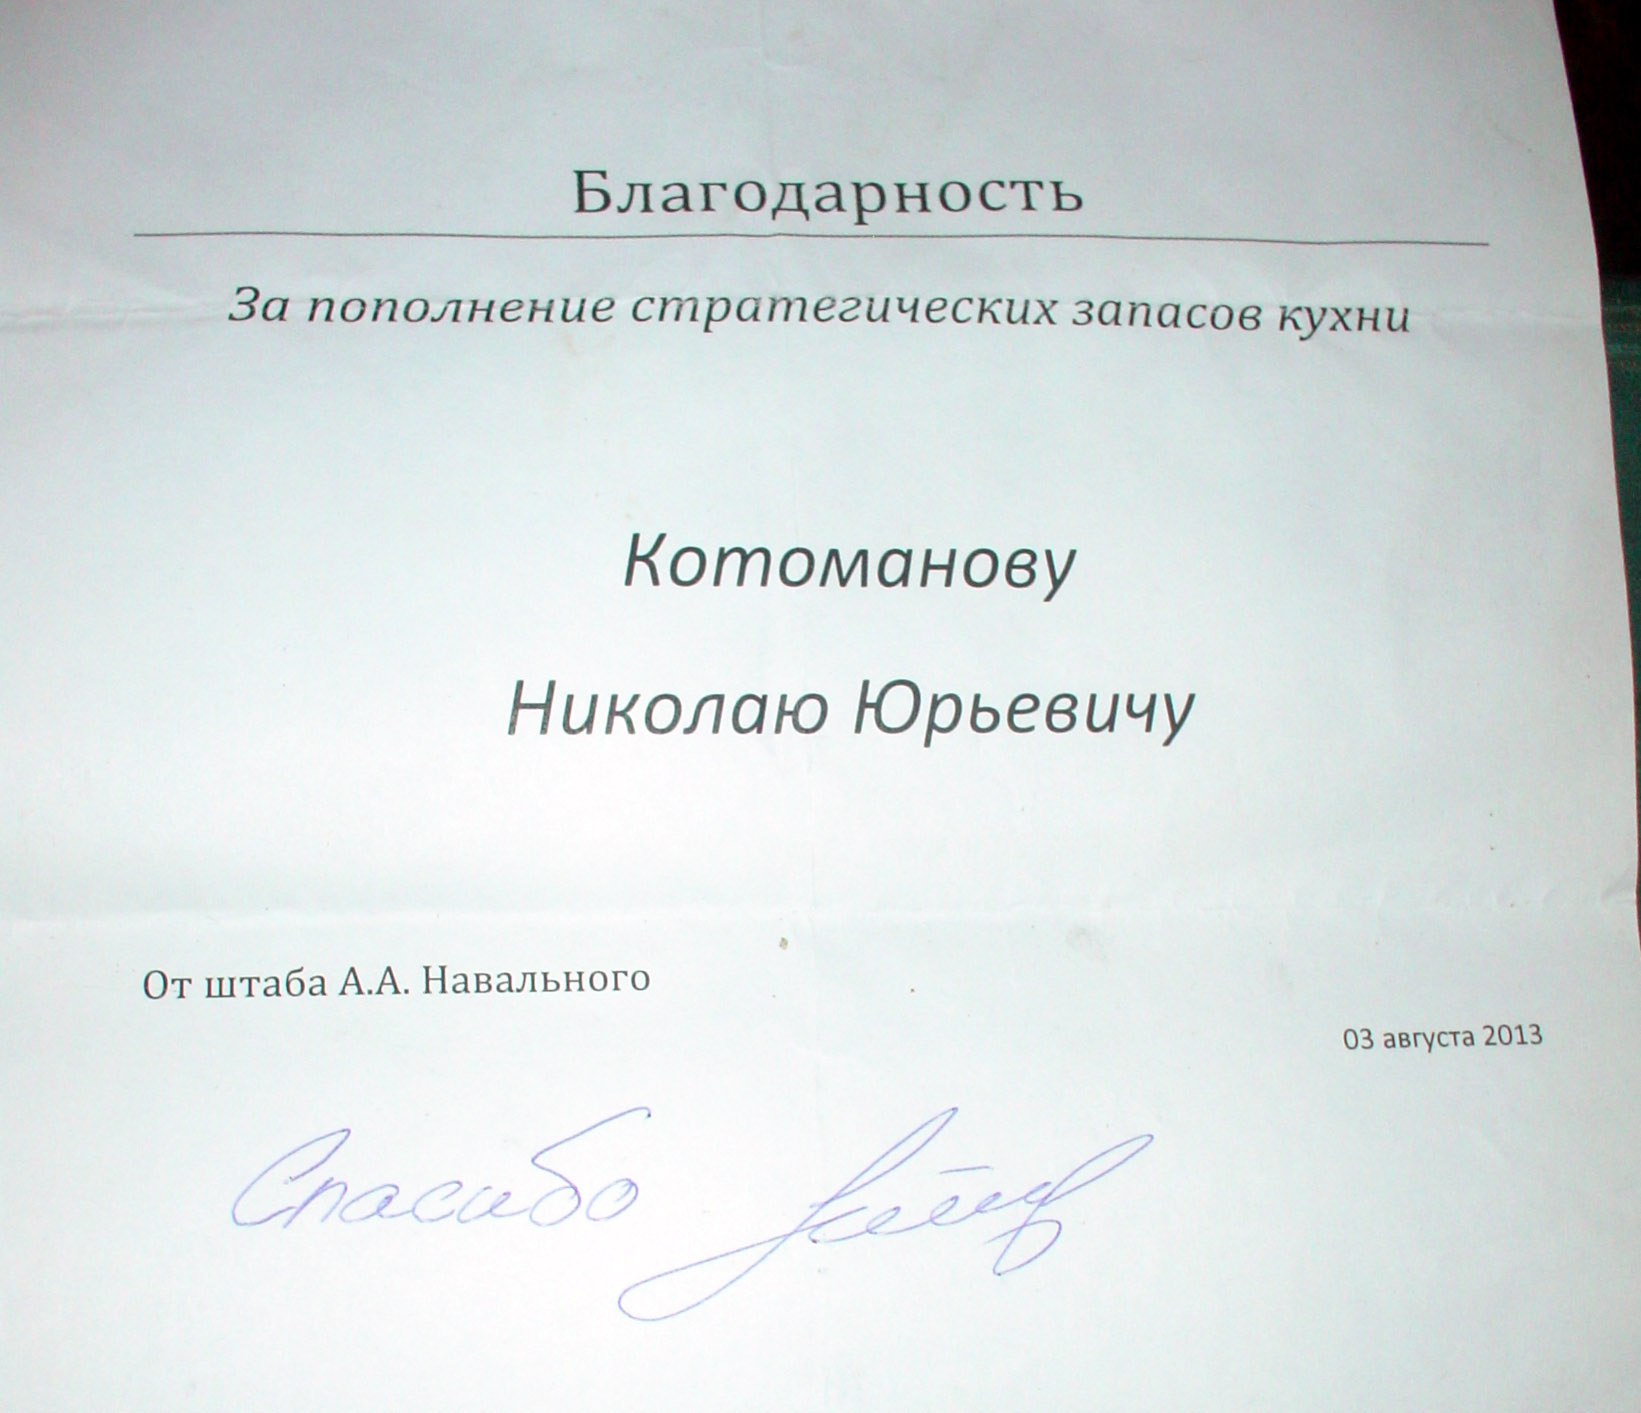 Благодарность
За пополнение стратегических запасов кухни
Котоманову
Николаю Юрьевичу
От штаба А.А. Навального
03 августа 2013
Спасибо